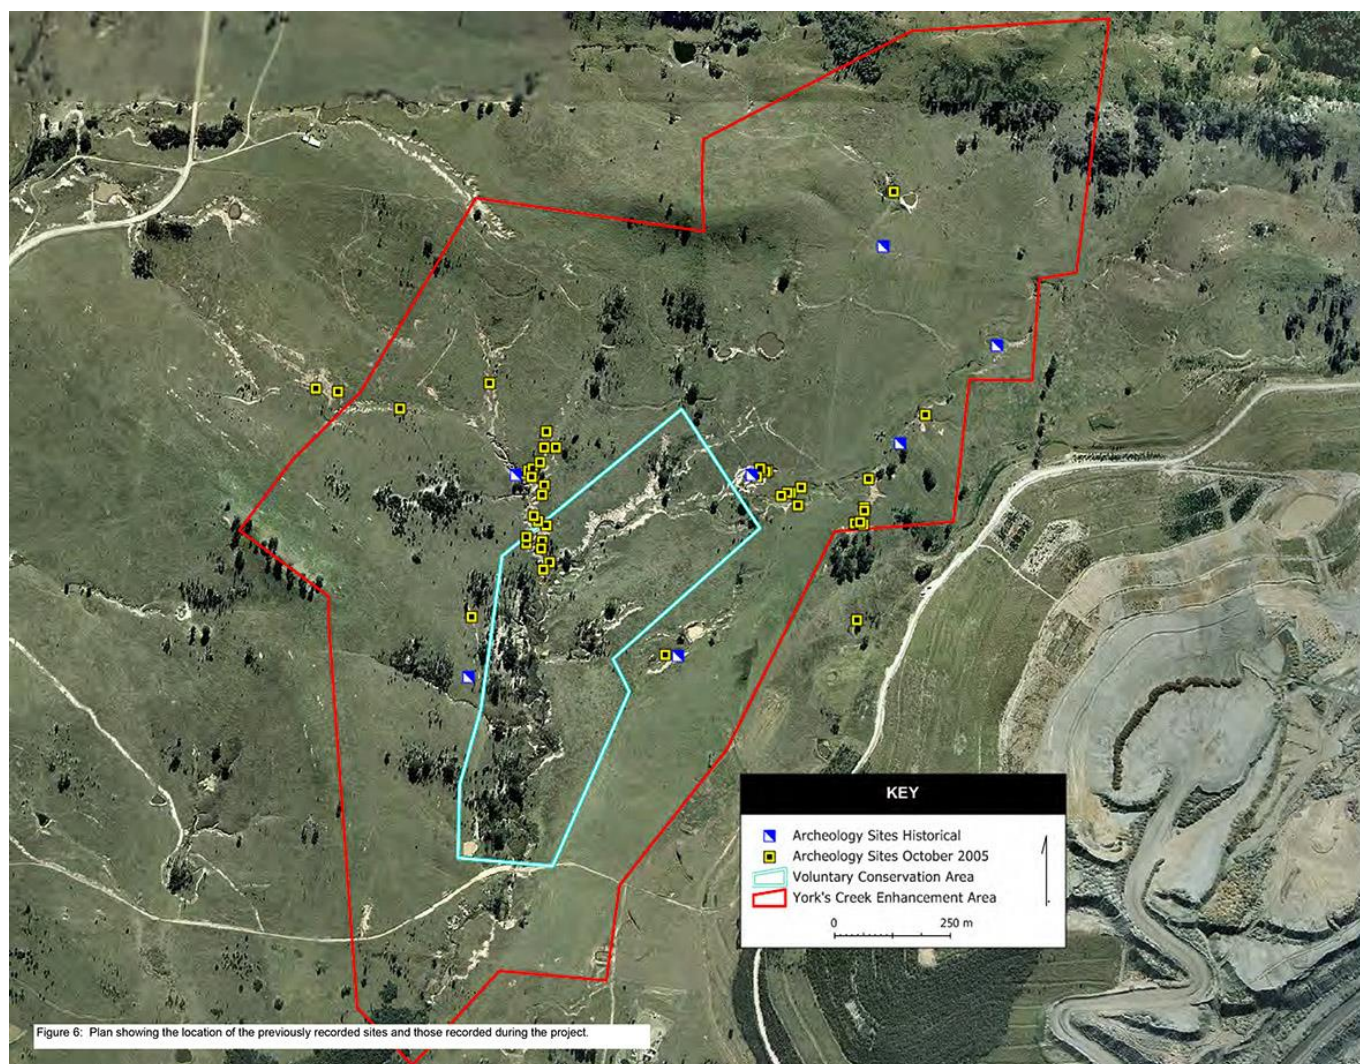 KEY
Archeology Sites Historical
Archeology Sites October 2005
Voluntary Conservation Area
York's Creek Enhancement Area
0 250 m
Figure 6: Plan showing the location of the previously recorded sites and those recorded during the project.